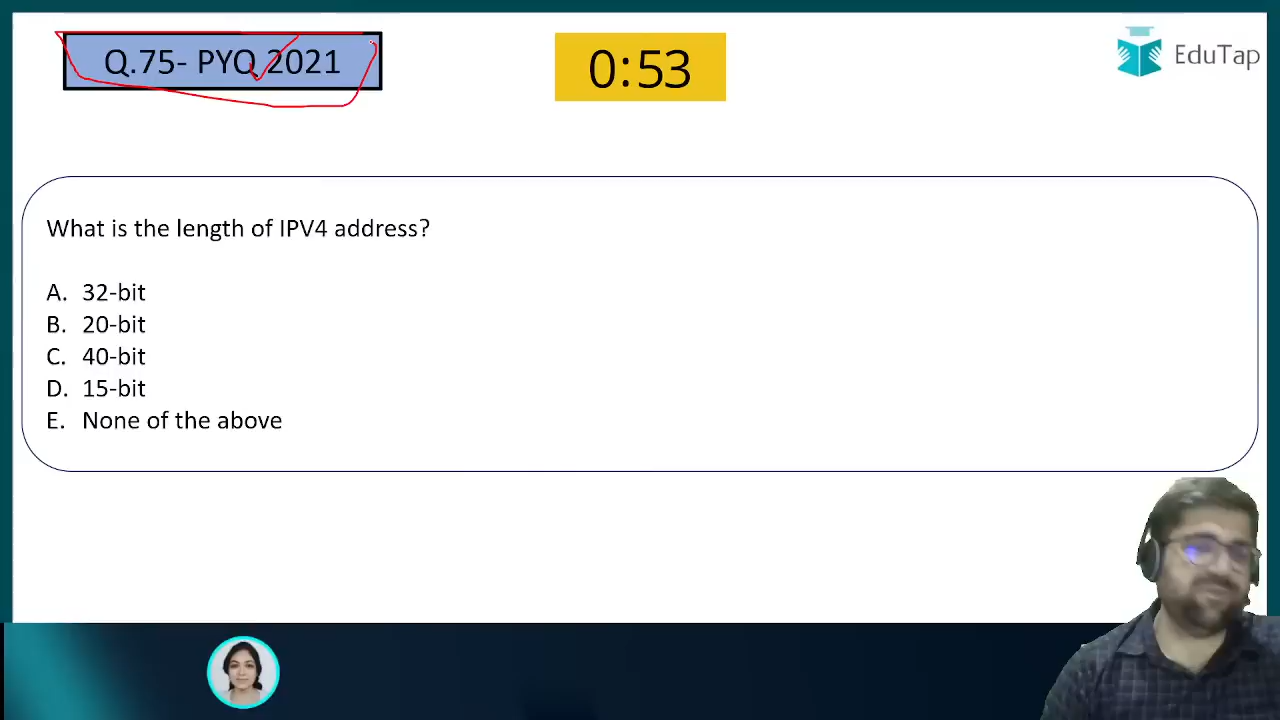 Q.75- PYQ 2021
0:53
EduTap
What is the length of IPV4 address?
A. 32-bit
B. 20-bit
C. 40-bit
D. 15-bit
E. None of the above